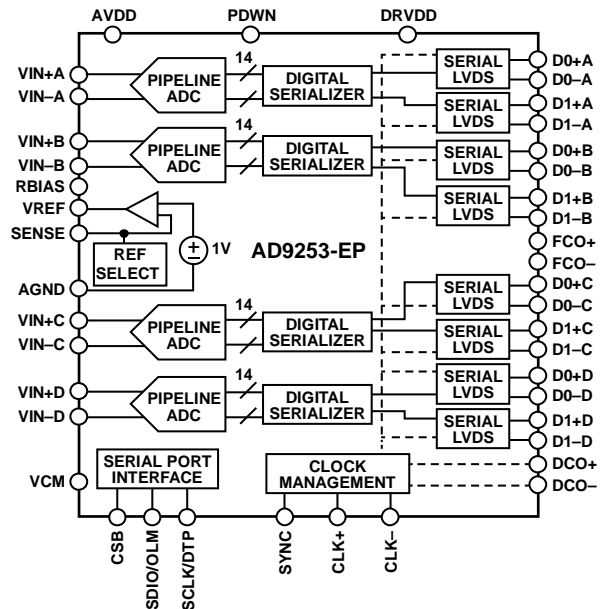 AVDD
PDWN
DRVDD
VIN+A
VIN–A
PIPELINE
ADC
14
DIGITAL
SERIALIZER
SERIAL
LVDS
D0+A
D0–A
SERIAL
LVDS
D1+A
D1–A
VIN+B
VIN–B
PIPELINE
ADC
14
DIGITAL
SERIALIZER
SERIAL
LVDS
D0+B
D0–B
SERIAL
LVDS
D1+B
D1–B
RBIAS
VREF
SENSE
REF
SELECT
1V
AD9253-EP
FCO+
FCO–
AGND
VIN+C
VIN–C
PIPELINE
ADC
14
DIGITAL
SERIALIZER
SERIAL
LVDS
D0+C
D0–C
SERIAL
LVDS
D1+C
D1–C
VIN+D
VIN–D
PIPELINE
ADC
14
DIGITAL
SERIALIZER
SERIAL
LVDS
D0+D
D0–D
SERIAL
LVDS
D1+D
D1–D
VCM
SERIAL PORT
INTERFACE
CLOCK
MANAGEMENT
DCO+
DCO–
CSB
SDIO/OLM
SCLK/DTP
SYNC
CLK+
CLK–